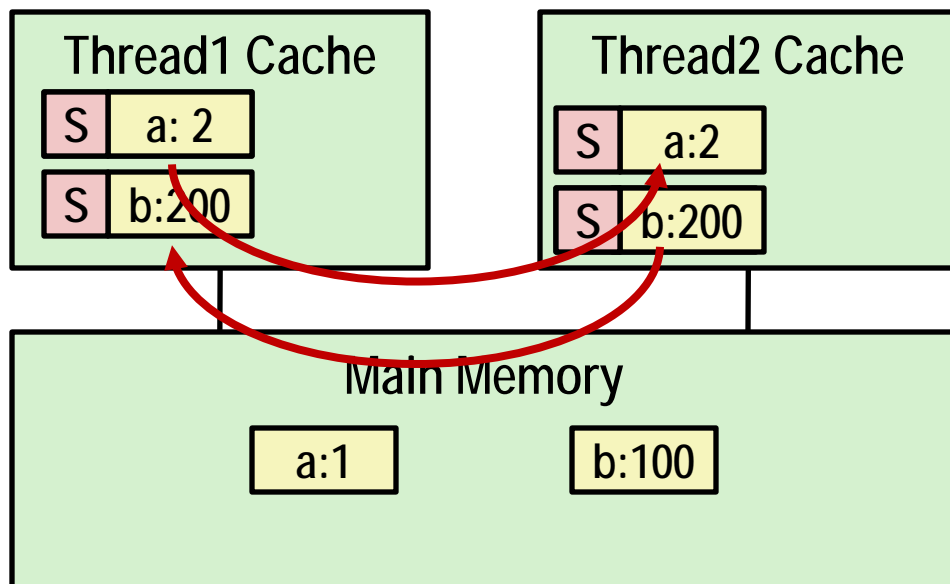 Thread1 Cache
S a: 2
S b:200
Thread2 Cache
S a:2
S b:200
Main Memory
a:1
b:100